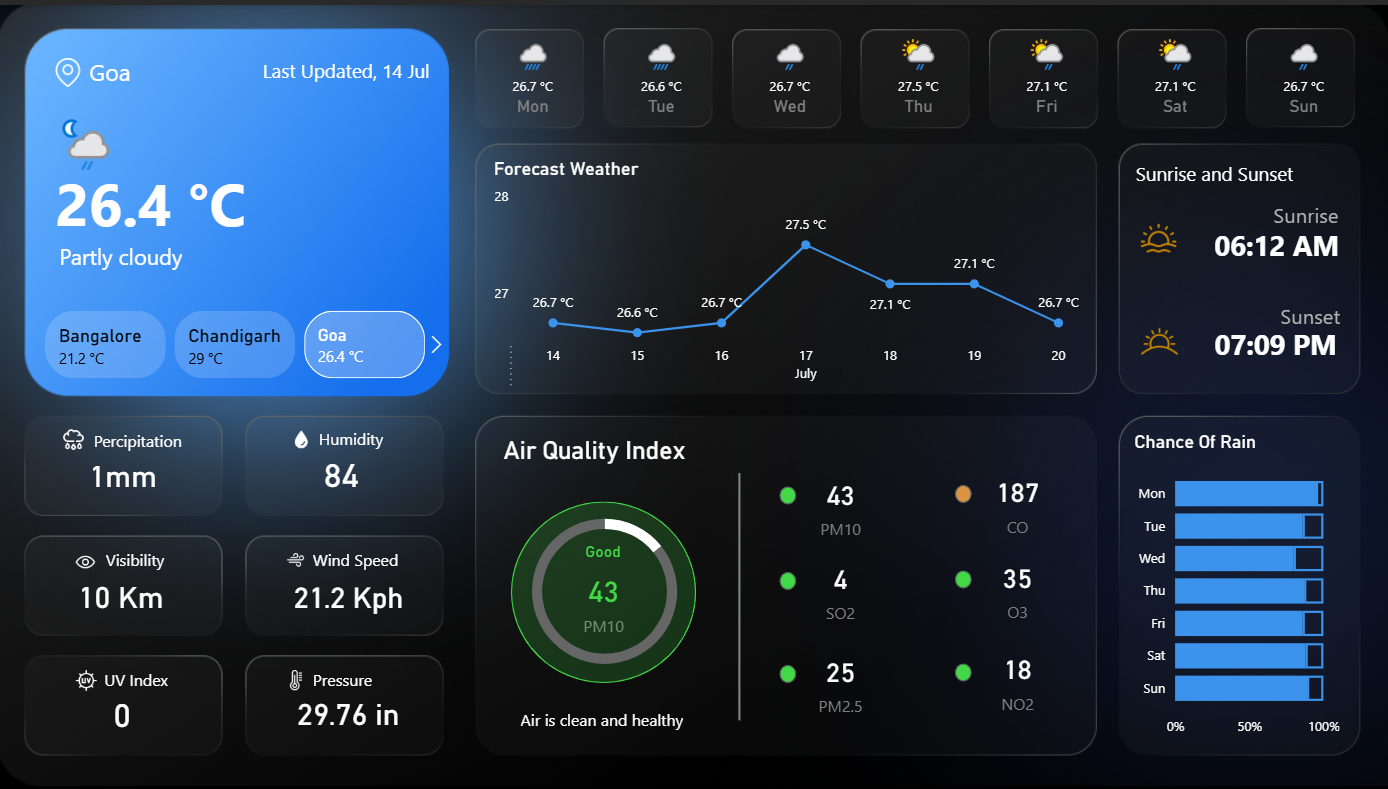 Goa
Last Updated, 14 Jul
26.4 °C
Partly cloudy
Bangalore
21.2 °C
Chandigarh
29 °C
Goa
26.4 °C
26.7 °C
Mon
26.6 °C
Tue
26.7 °C
Wed
27.5 °C
Thu
27.1 °C
Fri
27.1 °C
Sat
26.7 °C
Sun
Forecast Weather
28
27
26.7 °C
26.6 °C
26.7 °C
27.5 °C
27.1 °C
27.1 °C
26.7 °C
14 15 16 17 18 19 20
July
Sunrise and Sunset
Sunrise
06:12 AM
Sunset
07:09 PM
Percipitation
1mm
Humidity
84
Visibility
10 Km
Wind Speed
21.2 Kph
UV
UV Index
0
Pressure
29.76 in
Air Quality Index
Good
43
PM10
Air is clean and healthy
43
PM10
187
CO
4
SO2
35
O3
25
PM2.5
18
NO2
Chance Of Rain
Mon
Tue
Wed
Thu
Fri
Sat
Sun
0% 50% 100%